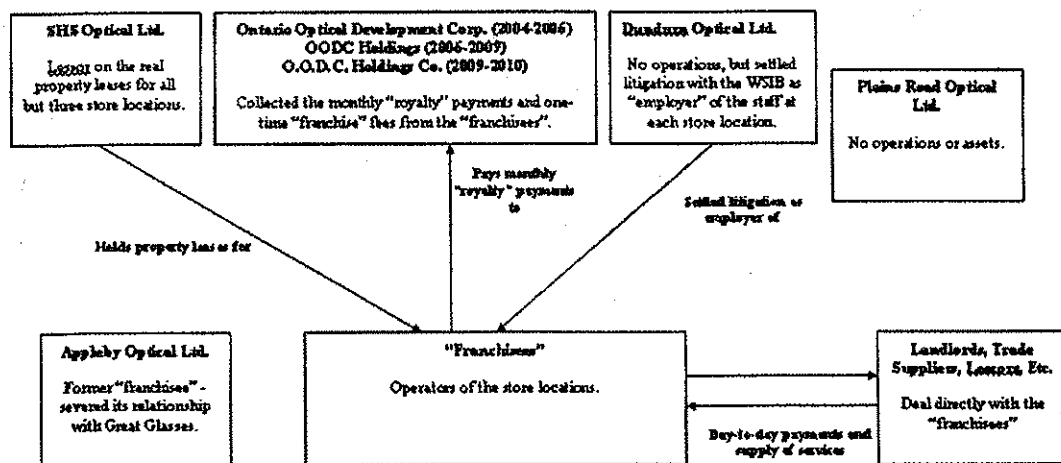 SHS Optical Ltd.
Lessor on the real
property leases for all
but three store locations.
Ontario Optical Development Corp. (2004-2006)
OODC Holdings (2006-2009)
O.O.D.C. Holdings Co. (2009-2010)
Collected the monthly "royalty" payments and one-
time "franchise" fees from the "franchisees".
Dundurn Optical Ltd.
No operations, but settled
litigation with the WSIB as
"employer" of the staff at
each store location.
Plains Road Optical
Ltd.
No operations or assets.
Holds property leases for
Pays monthly
"royalty" payments
to
Settled litigation as
employer of
Appleby Optical Ltd.
Former "franchisee" -
severed its relationship
with Great Glasses.
"Franchisees"
Operators of the store locations.
Landlords, Trade
Suppliers, Lessors, Etc.
Deal directly with the
"franchisees"
Day-to-day payments and
supply of services